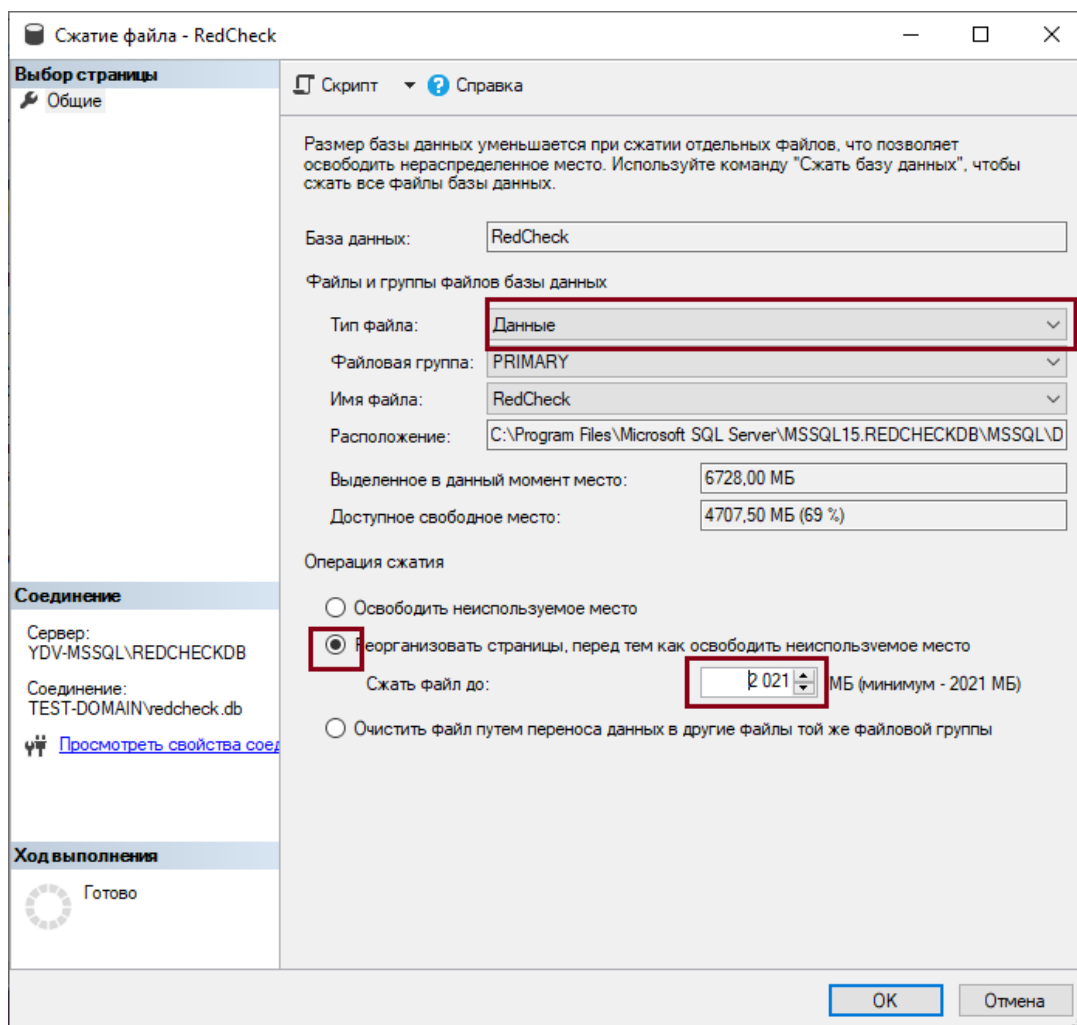 Сжатие файла - RedCheck
Выбор страницы
Общие
Скрипт
Справка
Размер базы данных уменьшается при сжатии отдельных файлов, что позволяет
освободить нераспределенное место. Используйте команду "Сжать базу данных", чтобы
сжать все файлы базы данных.
База данных:
RedCheck
Файлы и группы файлов базы данных
Тип файла:
Данные
Файловая группа:
PRIMARY
Имя файла:
RedCheck
Расположение:
C:\Program Files\Microsoft SQL Server\MSSQL15.REDCHECKDB\MSSQL\D
Выделенное в данный момент место:
6728,00 МБ
Доступное свободное место:
4707,50 МБ (69 %)
Операция сжатия
Освободить неиспользуемое место
Реорганизовать страницы, перед тем как освободить неиспользуемое место
Сжать файл до:
2 021
МБ (минимум - 2021 МБ)
Очистить файл путем переноса данных в другие файлы той же файловой группы
Соединение
Сервер:
YDV-MSSQL\REDCHECKDB
Соединение:
TEST-DOMAIN\redcheck.db
Просмотреть свойства соед
Ход выполнения
Готово
OK
Отмена